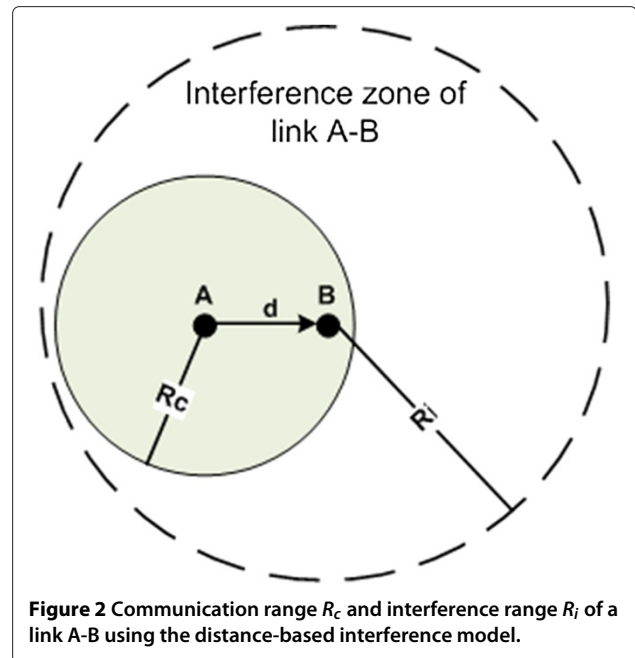 Interference zone of
link A-B
A
d
B
Rc
Ri
Figure 2 Communication range Rc and interference range Ri of a
link A-B using the distance-based interference model.